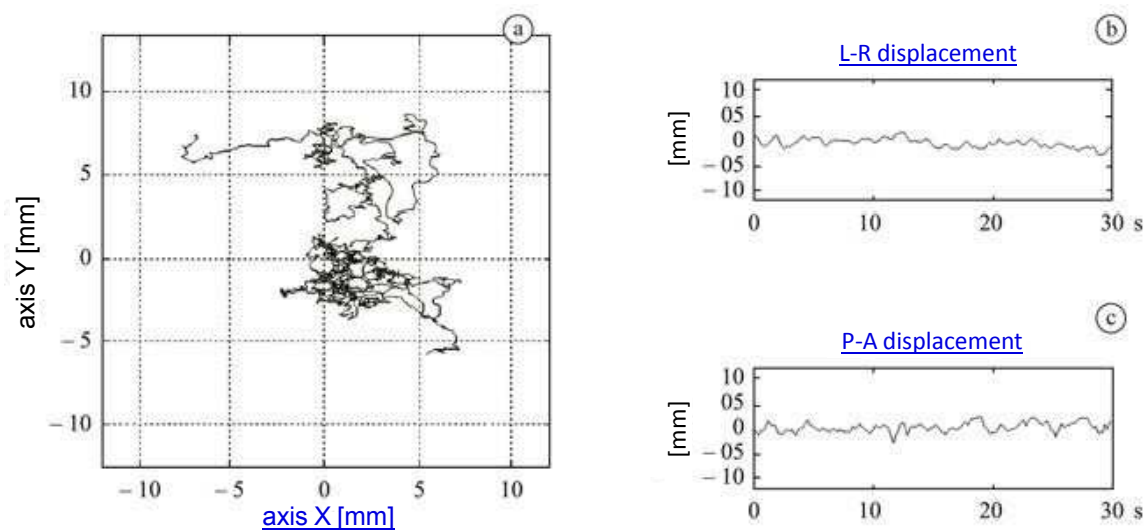 a
10
5
0
−5
−10
axis Y [mm]
−10 −5 0 5 10
axis X [mm]
b
L-R displacement
10
05
0
−05
−10
[mm]
0 10 20 30 s
c
P-A displacement
10
05
0
−05
−10
[mm]
0 10 20 30 s